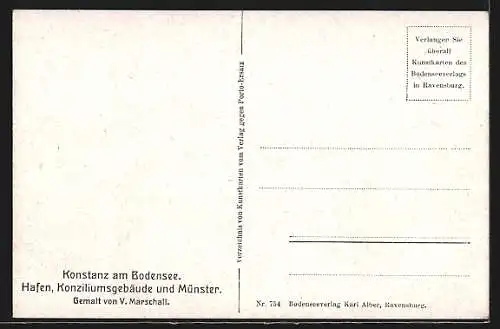 Verlangen Sie
überall
Kunstkarten des
Bodenseeverlags
in Ravensburg.
Verzeichnis von Kunstkarten vom Verlag gegen Porto-Ersatz
Konstanz am Bodensee.
Hafen, Konziliumsgebäude und Münster.
Gemalt von V. Marschall.
Nr. 754 Bodenseeverlag Karl Alber, Ravensburg.